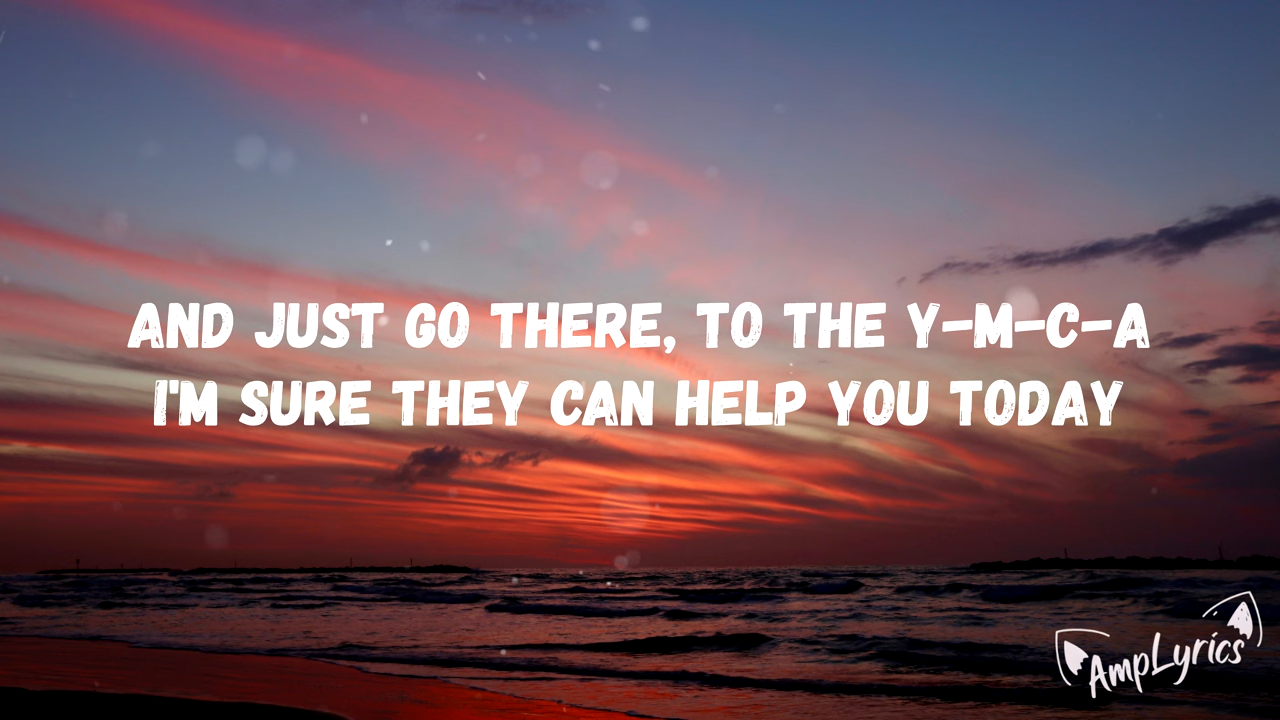 AND JUST GO THERE, TO THE Y-M-C-A
I'M SURE THEY CAN HELP YOU TODAY
AmpLyrics